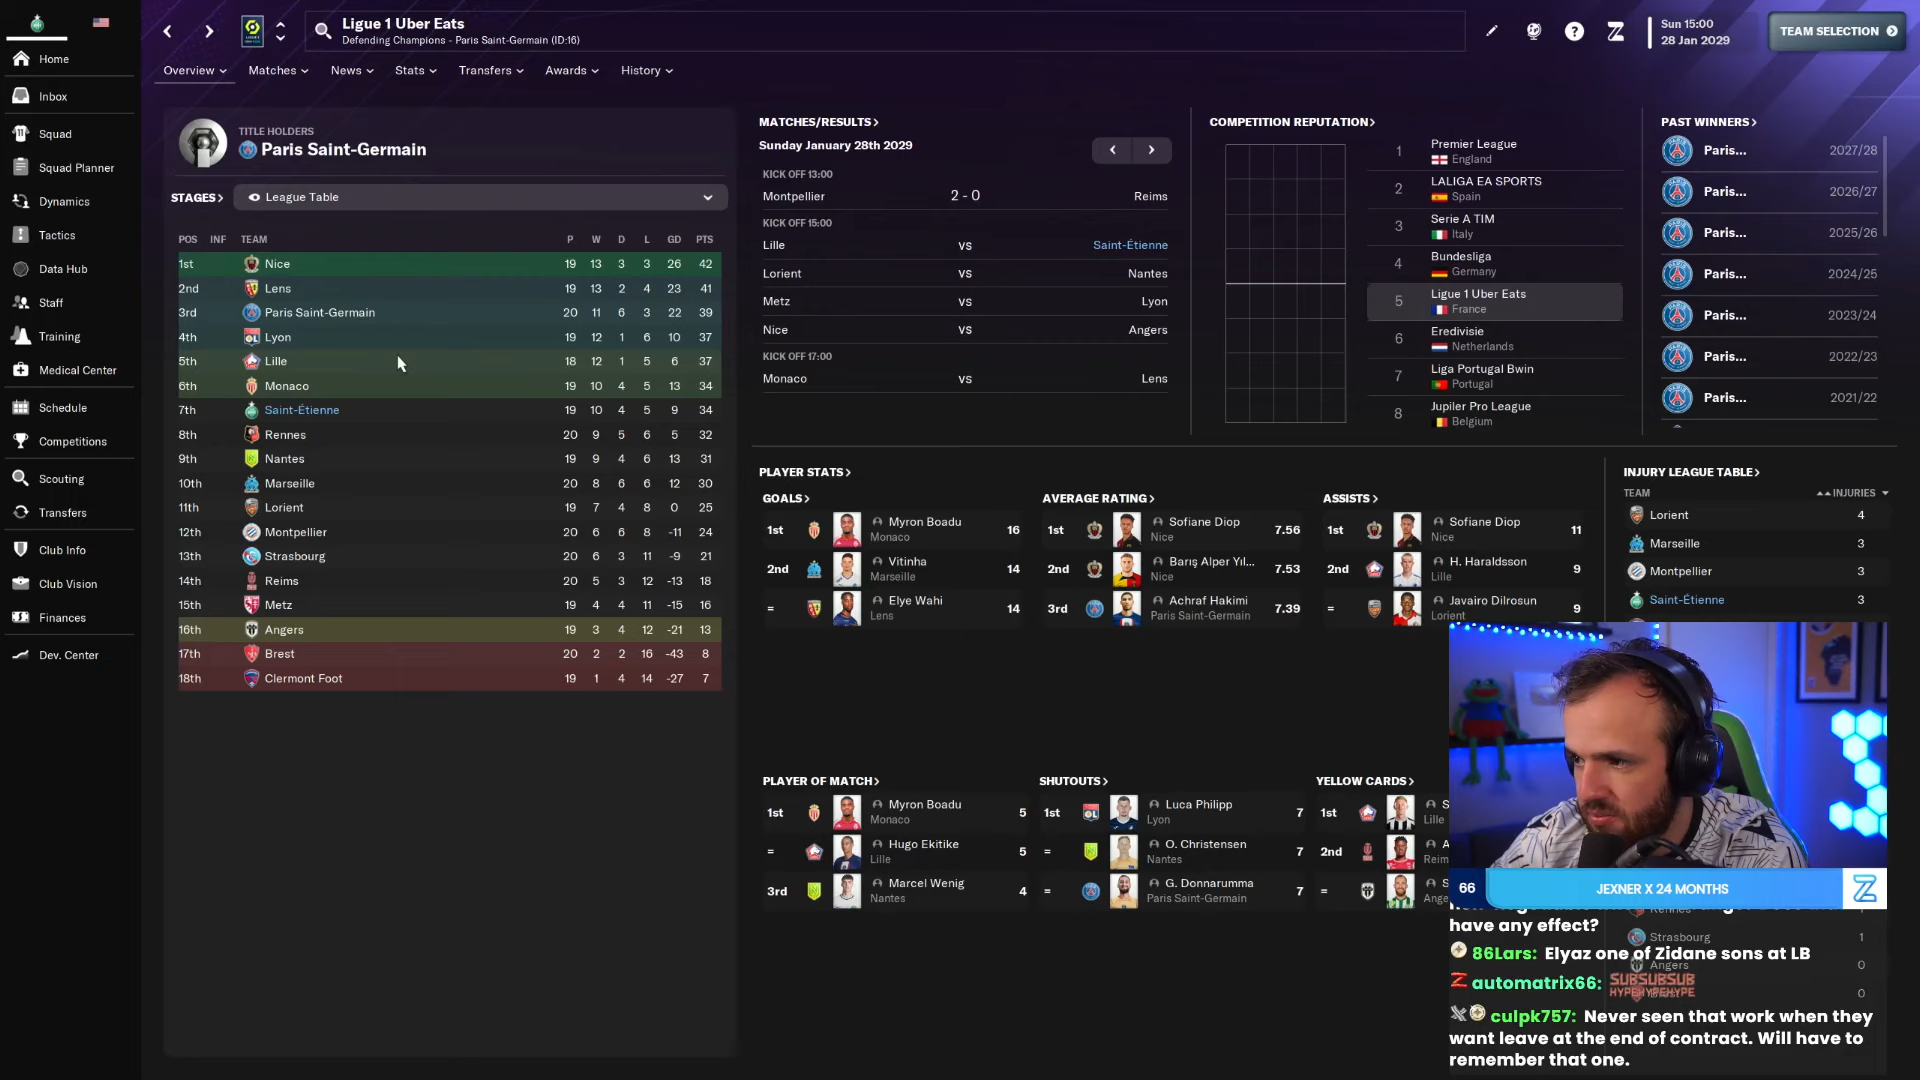 Ligue 1 Uber Eats
Defending Champions - Paris Saint-Germain (ID:16)
Sun 15:00
28 Jan 2029
TEAM SELECTION
Home
Inbox
Squad
Squad Planner
Dynamics
Tactics
Data Hub
Staff
Training
Medical Center
Schedule
Competitions
Scouting
Transfers
Club Info
Club Vision
Finances
Dev. Center
Overview Matches News Stats Transfers Awards History
TITLE HOLDERS
Paris Saint-Germain
STAGES> League Table
POS INF TEAM P W D L GD PTS
1st Nice 19 13 3 3 26 42
2nd Lens 19 13 2 4 23 41
3rd Paris Saint-Germain 20 11 6 3 22 39
4th Lyon 19 12 1 6 10 37
5th Lille 18 12 1 5 6 37
6th Monaco 19 10 4 5 13 34
7th Saint-Étienne 19 10 4 5 9 34
8th Rennes 20 9 5 6 5 32
9th Nantes 19 9 4 6 13 31
10th Marseille 20 8 6 6 12 30
11th Lorient 19 7 4 8 0 25
12th Montpellier 20 6 6 8 -11 24
13th Strasbourg 20 6 3 11 -9 21
14th Reims 20 5 3 12 -13 18
15th Metz 19 4 4 11 -15 16
16th Angers 19 3 4 12 -21 13
17th Brest 20 2 2 16 -43 8
18th Clermont Foot 19 1 4 14 -27 7
MATCHES/RESULTS>
Sunday January 28th 2029
KICK OFF 13:00
Montpellier 2 - 0 Reims
KICK OFF 15:00
Lille vs Saint-Étienne
Lorient vs Nantes
Metz vs Lyon
Nice vs Angers
KICK OFF 17:00
Monaco vs Lens
COMPETITION REPUTATION>
1 Premier League
England
2 LALIGA EA SPORTS
Spain
3 Serie A TIM
Italy
4 Bundesliga
Germany
5 Ligue 1 Uber Eats
France
6 Eredivisie
Netherlands
7 Liga Portugal Bwin
Portugal
8 Jupiler Pro League
Belgium
PAST WINNERS>
Paris... 2027/28
Paris... 2026/27
Paris... 2025/26
Paris... 2024/25
Paris... 2023/24
Paris... 2022/23
Paris... 2021/22
PLAYER STATS>
GOALS>
1st Myron Boadu 16
Monaco
2nd Vitinha 14
Marseille
= Elye Wahi 14
Lens
AVERAGE RATING>
1st Sofiane Diop 7.56
Nice
2nd Barış Alper Yıl... 7.53
Nice
3rd Achraf Hakimi 7.39
Paris Saint-Germain
ASSISTS>
1st Sofiane Diop 11
Nice
2nd H. Haraldsson 9
Lille
= Javairo Dilrosun 9
Lorient
INJURY LEAGUE TABLE>
TEAM INJURIES
Lorient 4
Marseille 3
Montpellier 3
Saint-Étienne 3
PLAYER OF MATCH>
1st Myron Boadu 5
Monaco
= Hugo Ekitike 5
Lille
3rd Marcel Wenig 4
Nantes
SHUTOUTS>
1st Luca Philipp 7
Lyon
= O. Christensen 7
Nantes
= G. Donnarumma 7
Paris Saint-Germain
YELLOW CARDS>
1st S
Lille
2nd A
Reim
= S
Ange
66 JEXNER X 24 MONTHS
Rennes
have any effect?
Strasbourg 1
86Lars: Elyaz one of Zidane sons at LB
Angers 0
automatrix66: SUBSUBSUB
HYPEHYPEHYPE
0
culpk757: Never seen that work when they
want leave at the end of contract. Will have to
remember that one.